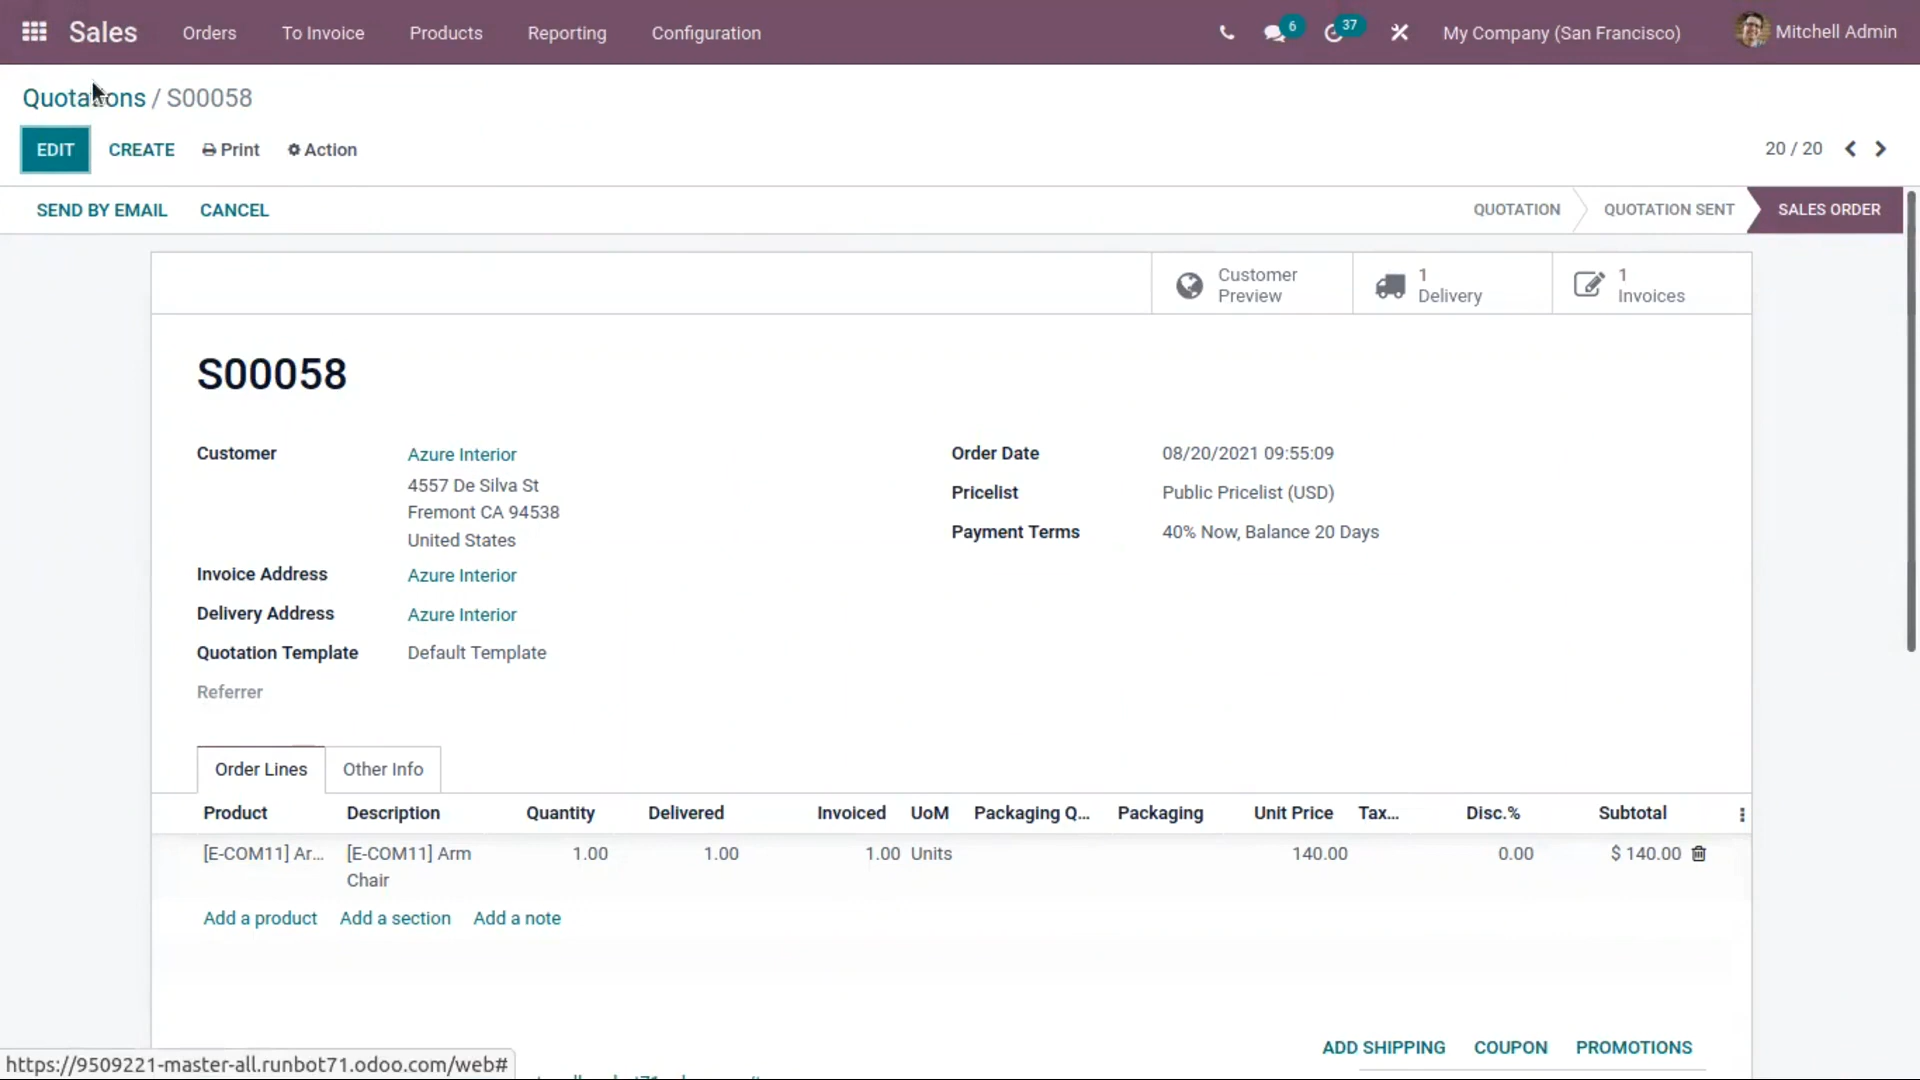 Sales Orders To Invoice Products Reporting Configuration 6 37 My Company (San Francisco) Mitchell Admin
Quotations / S00058
EDIT CREATE Print Action 20 / 20
SEND BY EMAIL CANCEL QUOTATION QUOTATION SENT SALES ORDER
Customer Preview
1 Delivery
1 Invoices
S00058
Customer Azure Interior
4557 De Silva St
Fremont CA 94538
United States
Invoice Address Azure Interior
Delivery Address Azure Interior
Quotation Template Default Template
Referrer
Order Date 08/20/2021 09:55:09
Pricelist Public Pricelist (USD)
Payment Terms 40% Now, Balance 20 Days
Order Lines Other Info
Product Description Quantity Delivered Invoiced UoM Packaging Q... Packaging Unit Price Tax... Disc.% Subtotal
[E-COM11] Ar... [E-COM11] Arm 1.00 1.00 1.00 Units 140.00 0.00 $ 140.00
Chair
Add a product Add a section Add a note
ADD SHIPPING COUPON PROMOTIONS
https://9509221-master-all.runbot71.odoo.com/web#